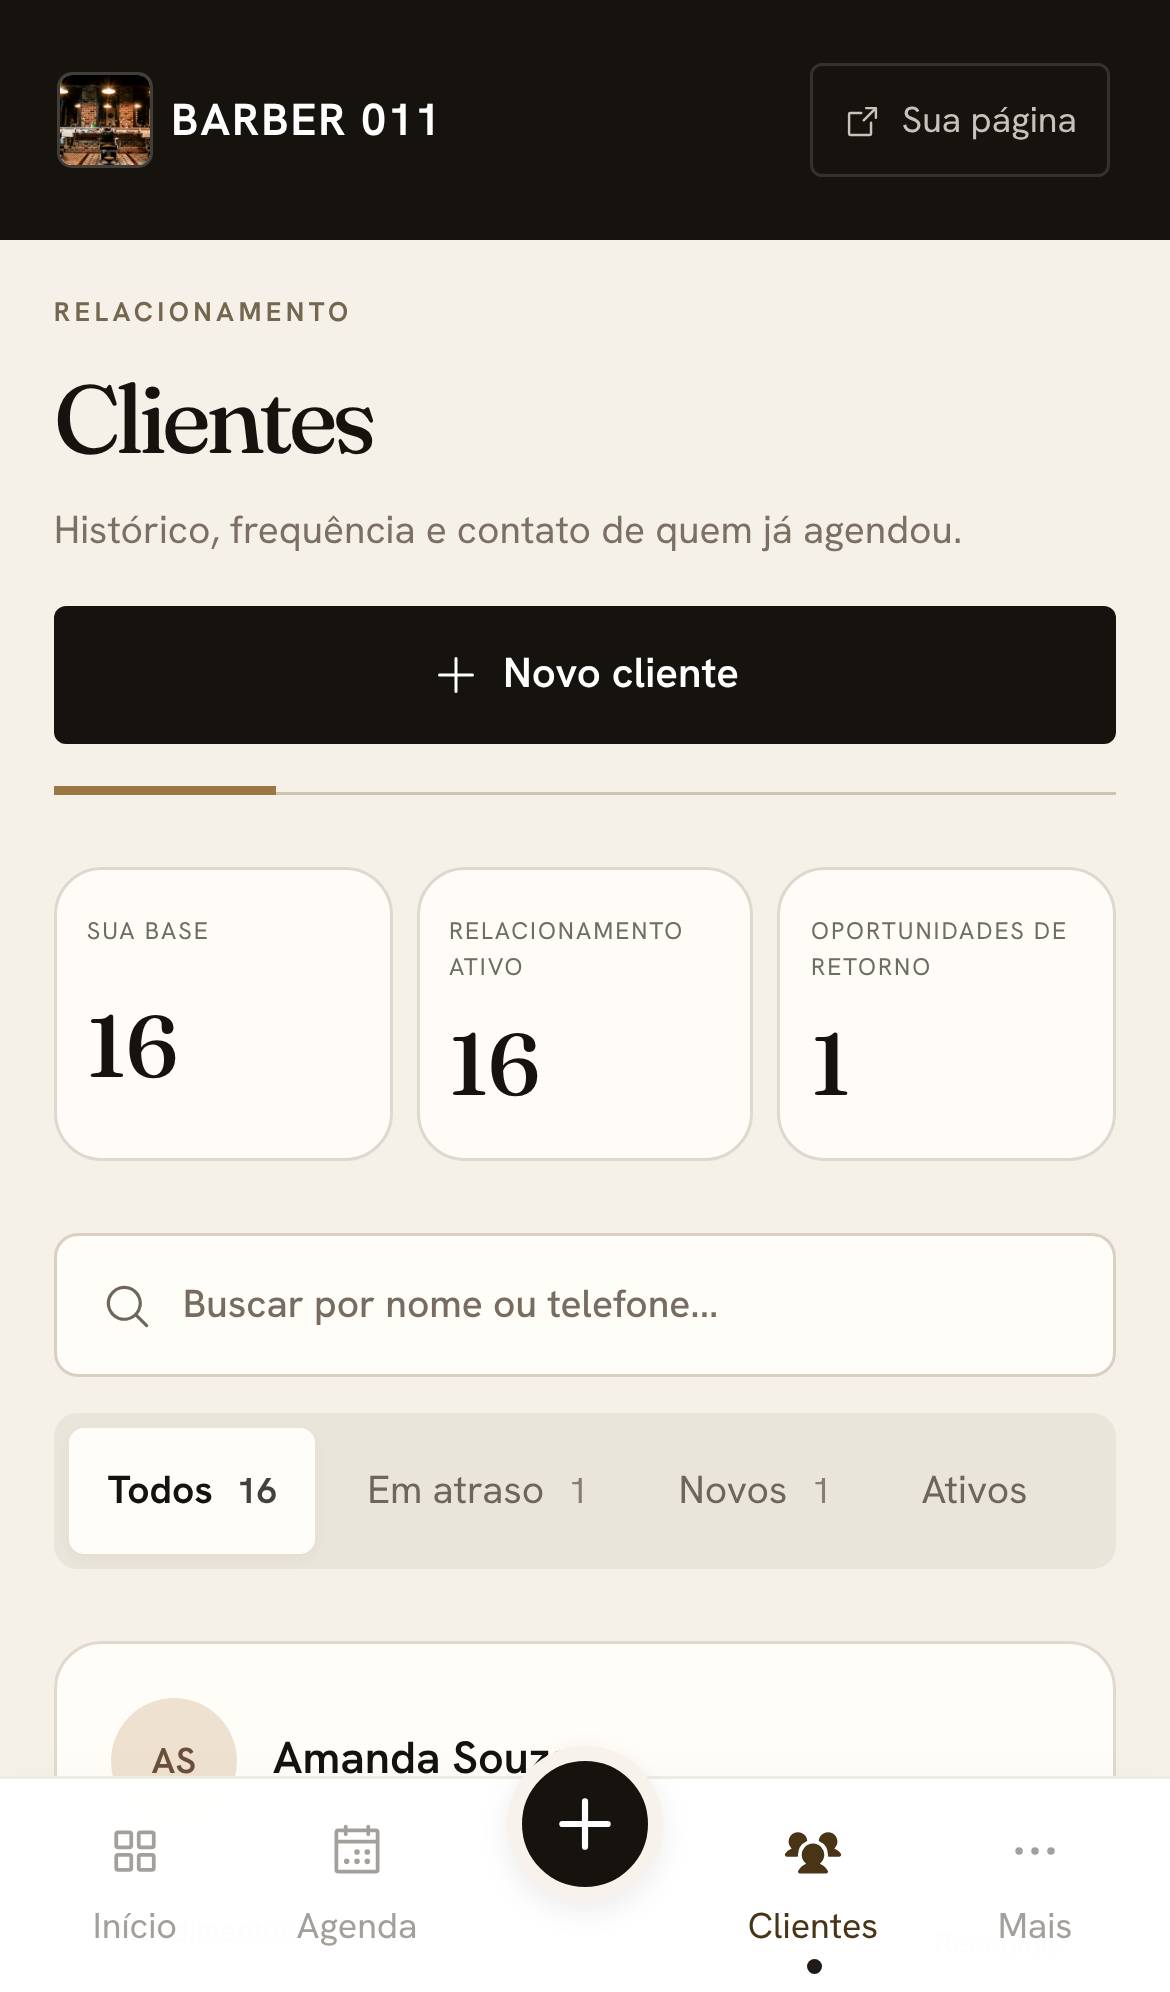 BARBER 011
Sua página
RELACIONAMENTO
Clientes
Histórico, frequência e contato de quem já agendou.
Novo cliente
SUA BASE
16
RELACIONAMENTO
ATIVO
16
OPORTUNIDADES DE
RETORNO
1
Buscar por nome ou telefone...
Todos 16
Em atraso 1
Novos 1
Ativos
AS
Amanda
Início
Agenda
Clientes
Mais